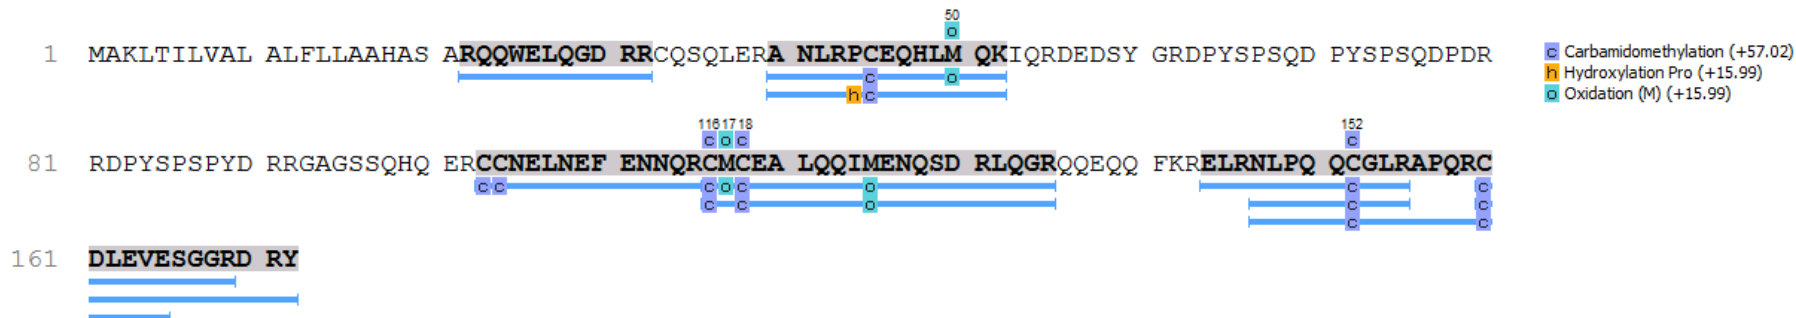 50
o
1 MAKLTILVAL ALFLLAAHAS ARQQWELQGD RRCQSQLERA NLRPCEQHLM QKIQRDEDSY GRDPYSPSQD PYSPSQDPDR
c o
h c
c Carbamidomethylation (+57.02)
h Hydroxylation Pro (+15.99)
o Oxidation (M) (+15.99)
116 17 18 152
c o c c
81 RDPYSPSPYD RRGAGSSQHQ ERCCNELNEF ENNQRCMCEA LQQIMENQSD RLQGRQQEQQ FKRELRNLPQ QCGLRAPQRC
c c c o c o c c
c c o c c
c c
161 DLEVESGGRD RY